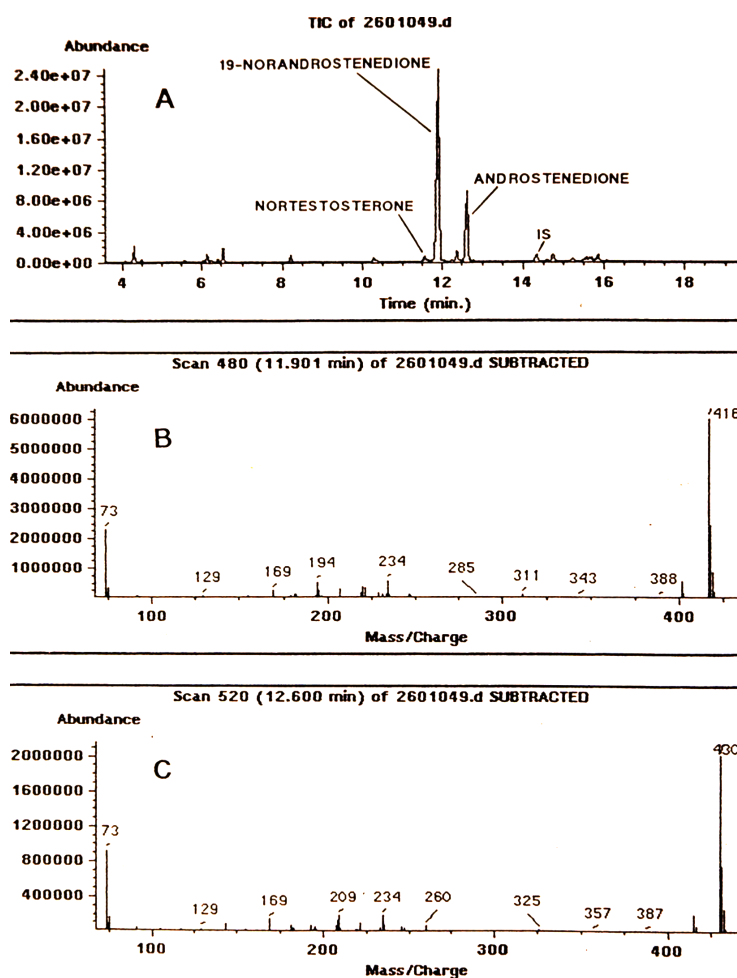 TIC of 2601049.d
Abundance
2.40e+07
2.00e+07
1.60e+07
1.20e+07
8.00e+06
4.00e+06
0.00e+00
A
19-NORANDROSTENEDIONE
NORTESTOSTERONE
ANDROSTENEDIONE
IS
4 6 8 10 12 14 16 18
Time (min.)
Scan 480 (11.901 min) of 2601049.d SUBTRACTED
Abundance
6000000
5000000
4000000
3000000
2000000
1000000
B
73
129
169
194
234
285
311
343
388
416
100 200 300 400
Mass/Charge
Scan 520 (12.600 min) of 2601049.d SUBTRACTED
Abundance
2000000
1600000
1200000
800000
400000
C
73
129
169
209
234
260
325
357
387
430
100 200 300 400
Mass/Charge